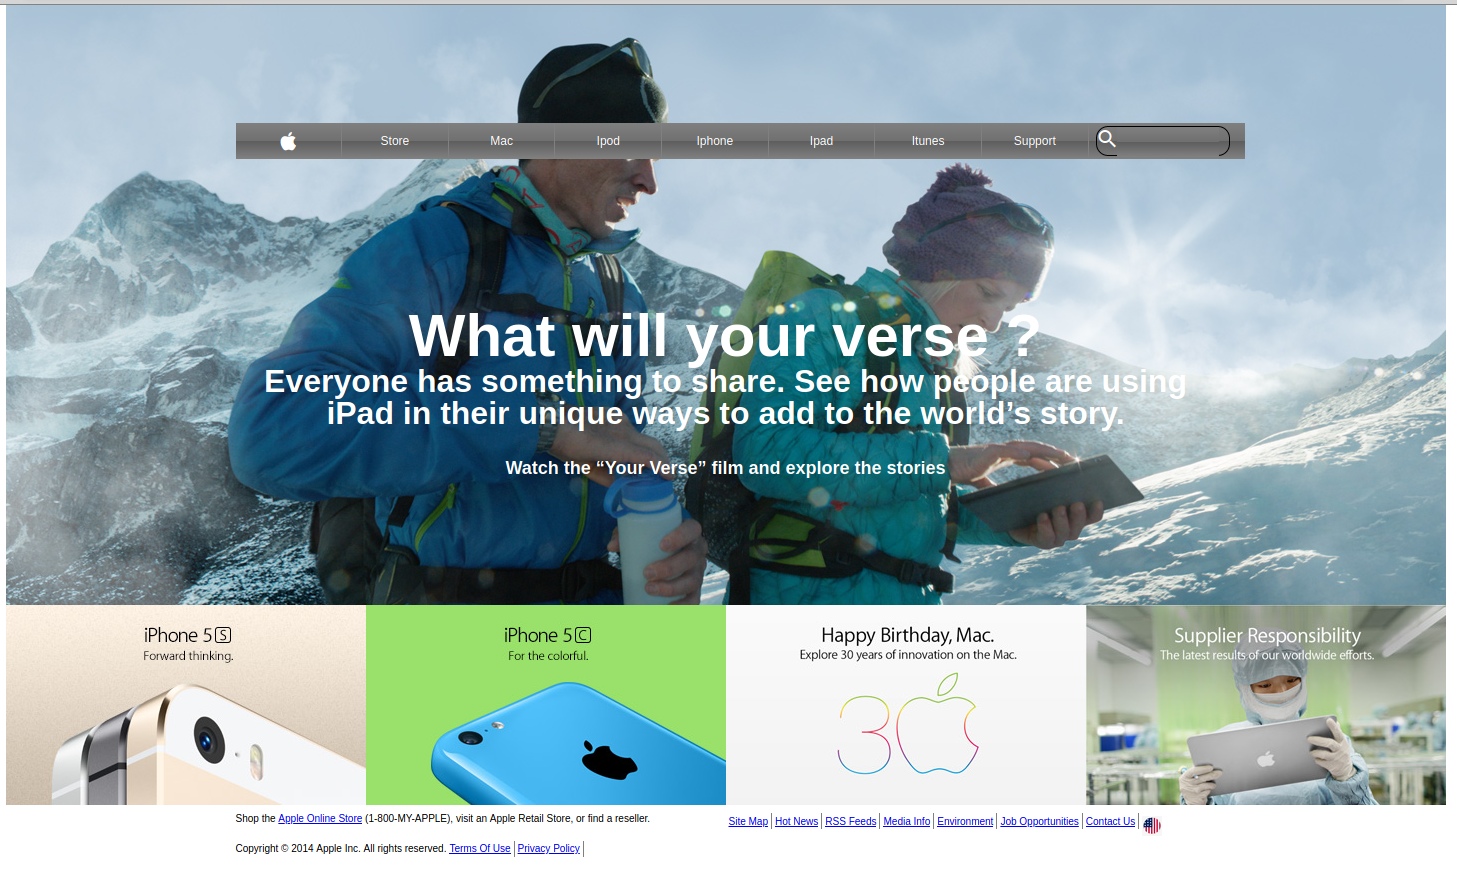 Store Mac Ipod Iphone Ipad Itunes Support
What will your verse ?
Everyone has something to share. See how people are using
iPad in their unique ways to add to the world’s story.
Watch the “Your Verse” film and explore the stories
iPhone 5S
Forward thinking.
iPhone 5C
For the colorful.
Happy Birthday, Mac.
Explore 30 years of innovation on the Mac.
30
Supplier Responsibility
The latest results of our worldwide efforts.
Shop the Apple Online Store (1-800-MY-APPLE), visit an Apple Retail Store, or find a reseller.
Site Map Hot News RSS Feeds Media Info Environment Job Opportunities Contact Us
Copyright © 2014 Apple Inc. All rights reserved. Terms Of Use Privacy Policy